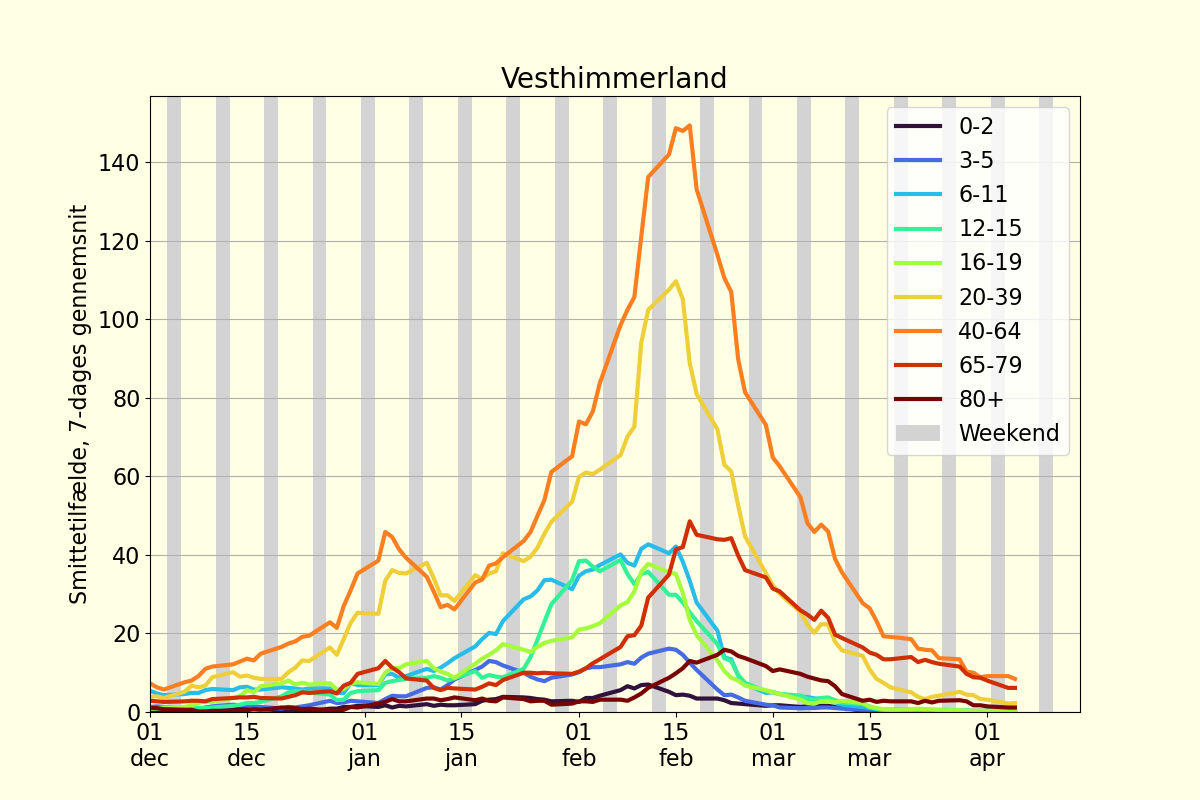 Vesthimmerland
Smittetilfælde, 7-dages gennemsnit
140
120
100
80
60
40
20
0
01 dec
15 dec
01 jan
15 jan
01 feb
15 feb
01 mar
15 mar
01 apr
0-2
3-5
6-11
12-15
16-19
20-39
40-64
65-79
80+
Weekend